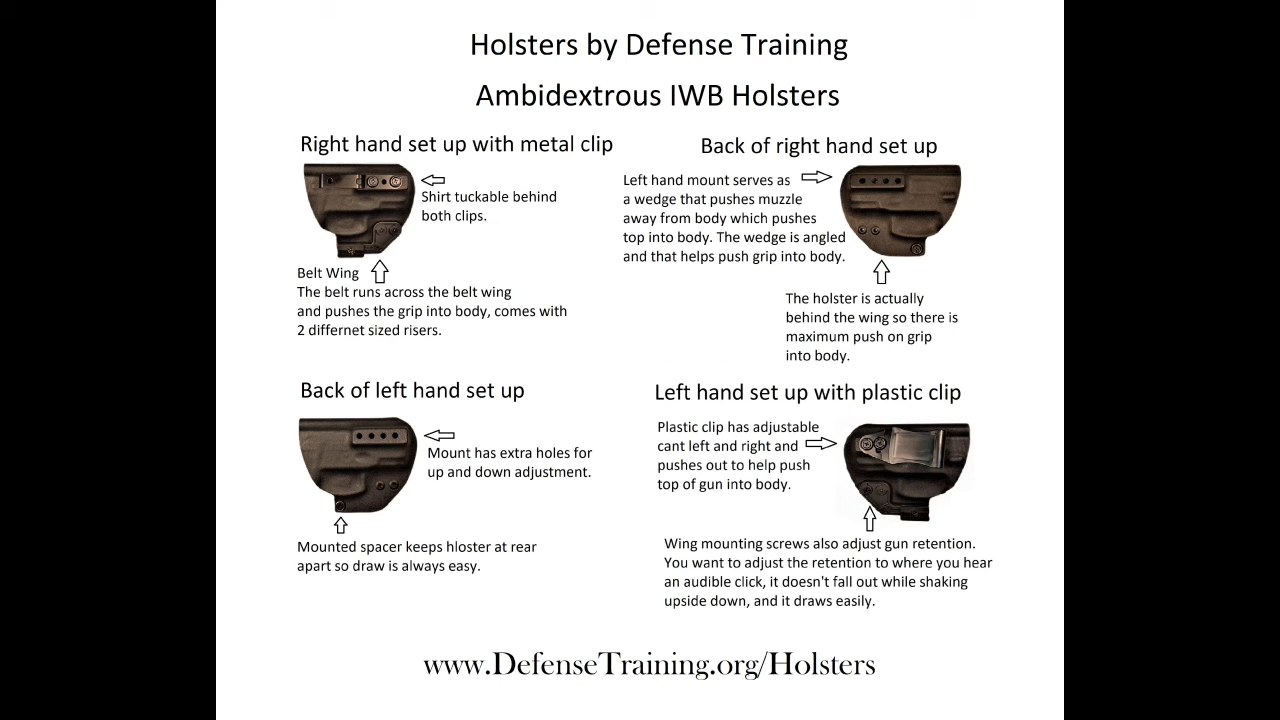 Holsters by Defense Training
Ambidextrous IWB Holsters
Right hand set up with metal clip
Shirt tuckable behind
both clips.
Belt Wing
The belt runs across the belt wing
and pushes the grip into body, comes with
2 differnet sized risers.
Back of right hand set up
Left hand mount serves as
a wedge that pushes muzzle
away from body which pushes
top into body. The wedge is angled
and that helps push grip into body.
The holster is actually
behind the wing so there is
maximum push on grip
into body.
Back of left hand set up
Mount has extra holes for
up and down adjustment.
Mounted spacer keeps hloster at rear
apart so draw is always easy.
Left hand set up with plastic clip
Plastic clip has adjustable
cant left and right and
pushes out to help push
top of gun into body.
Wing mounting screws also adjust gun retention.
You want to adjust the retention to where you hear
an audible click, it doesn't fall out while shaking
upside down, and it draws easily.
www.DefenseTraining.org/Holsters